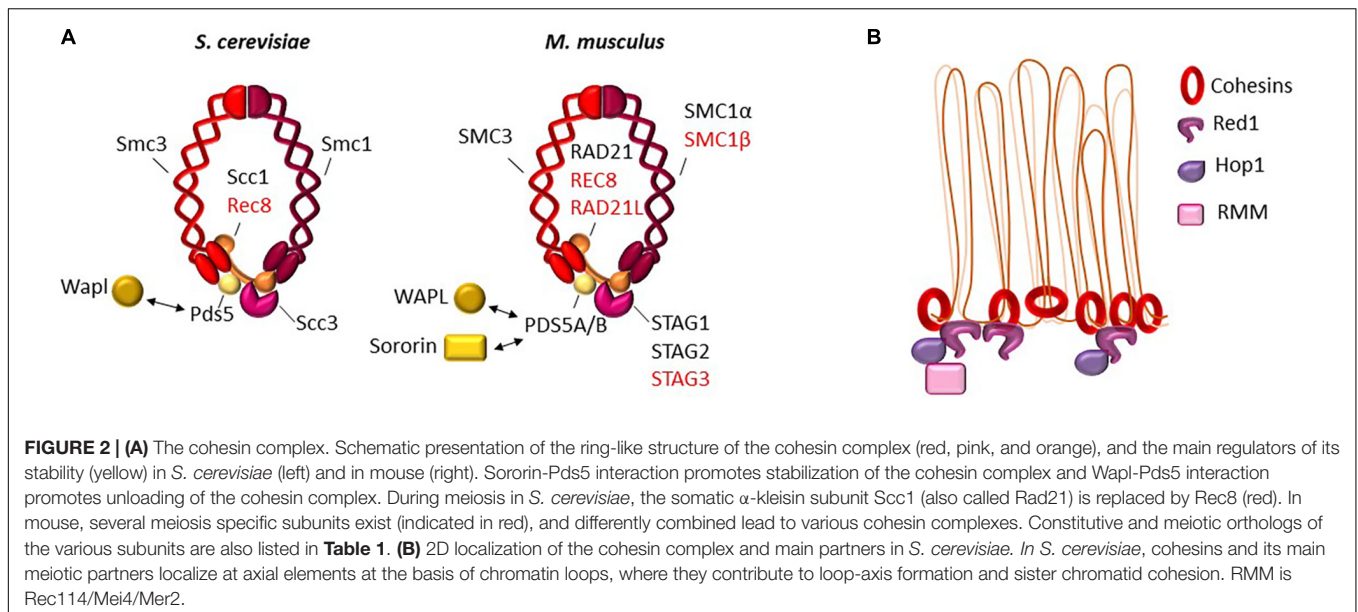 A
S. cerevisiae
M. musculus
B
Smc3
Smc1
Scc1
Rec8
Wapl
Pds5
Scc3
SMC3
SMC1α
SMC1β
RAD21
REC8
RAD21L
WAPL
Sororin
PDS5A/B
STAG1
STAG2
STAG3
Cohesins
Red1
Hop1
RMM
FIGURE 2 | (A) The cohesin complex. Schematic presentation of the ring-like structure of the cohesin complex (red, pink, and orange), and the main regulators of its
stability (yellow) in S. cerevisiae (left) and in mouse (right). Sororin-Pds5 interaction promotes stabilization of the cohesin complex and Wapl-Pds5 interaction
promotes unloading of the cohesin complex. During meiosis in S. cerevisiae, the somatic α-kleisin subunit Scc1 (also called Rad21) is replaced by Rec8 (red). In
mouse, several meiosis specific subunits exist (indicated in red), and differently combined lead to various cohesin complexes. Constitutive and meiotic orthologs of
the various subunits are also listed in Table 1. (B) 2D localization of the cohesin complex and main partners in S. cerevisiae. In S. cerevisiae, cohesins and its main
meiotic partners localize at axial elements at the basis of chromatin loops, where they contribute to loop-axis formation and sister chromatid cohesion. RMM is
Rec114/Mei4/Mer2.